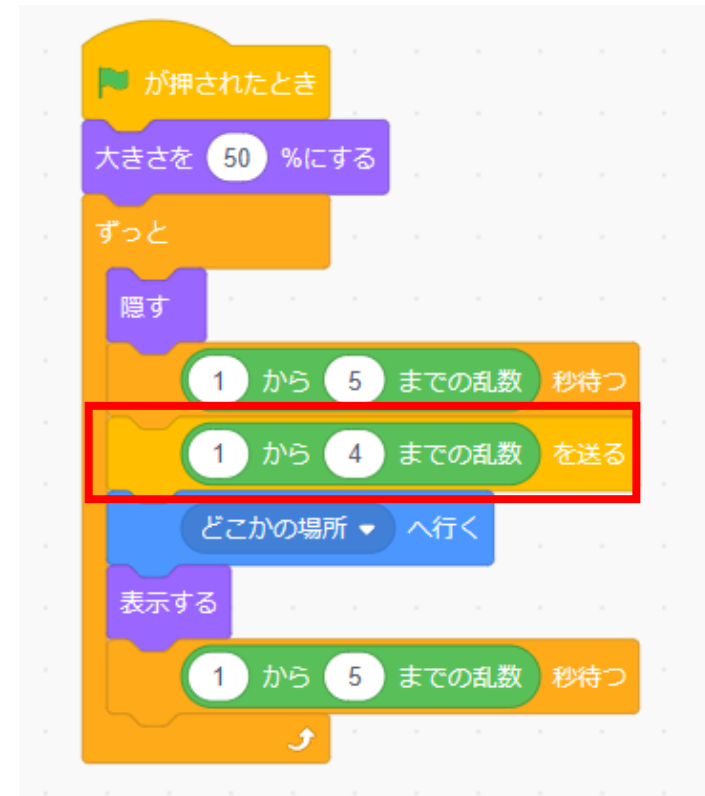 が押されたとき
大きさを 50 %にする
ずっと
隠す
1 から 5 までの乱数 秒待つ
1 から 4 までの乱数 を送る
どこかの場所 へ行く
表示する
1 から 5 までの乱数 秒待つ